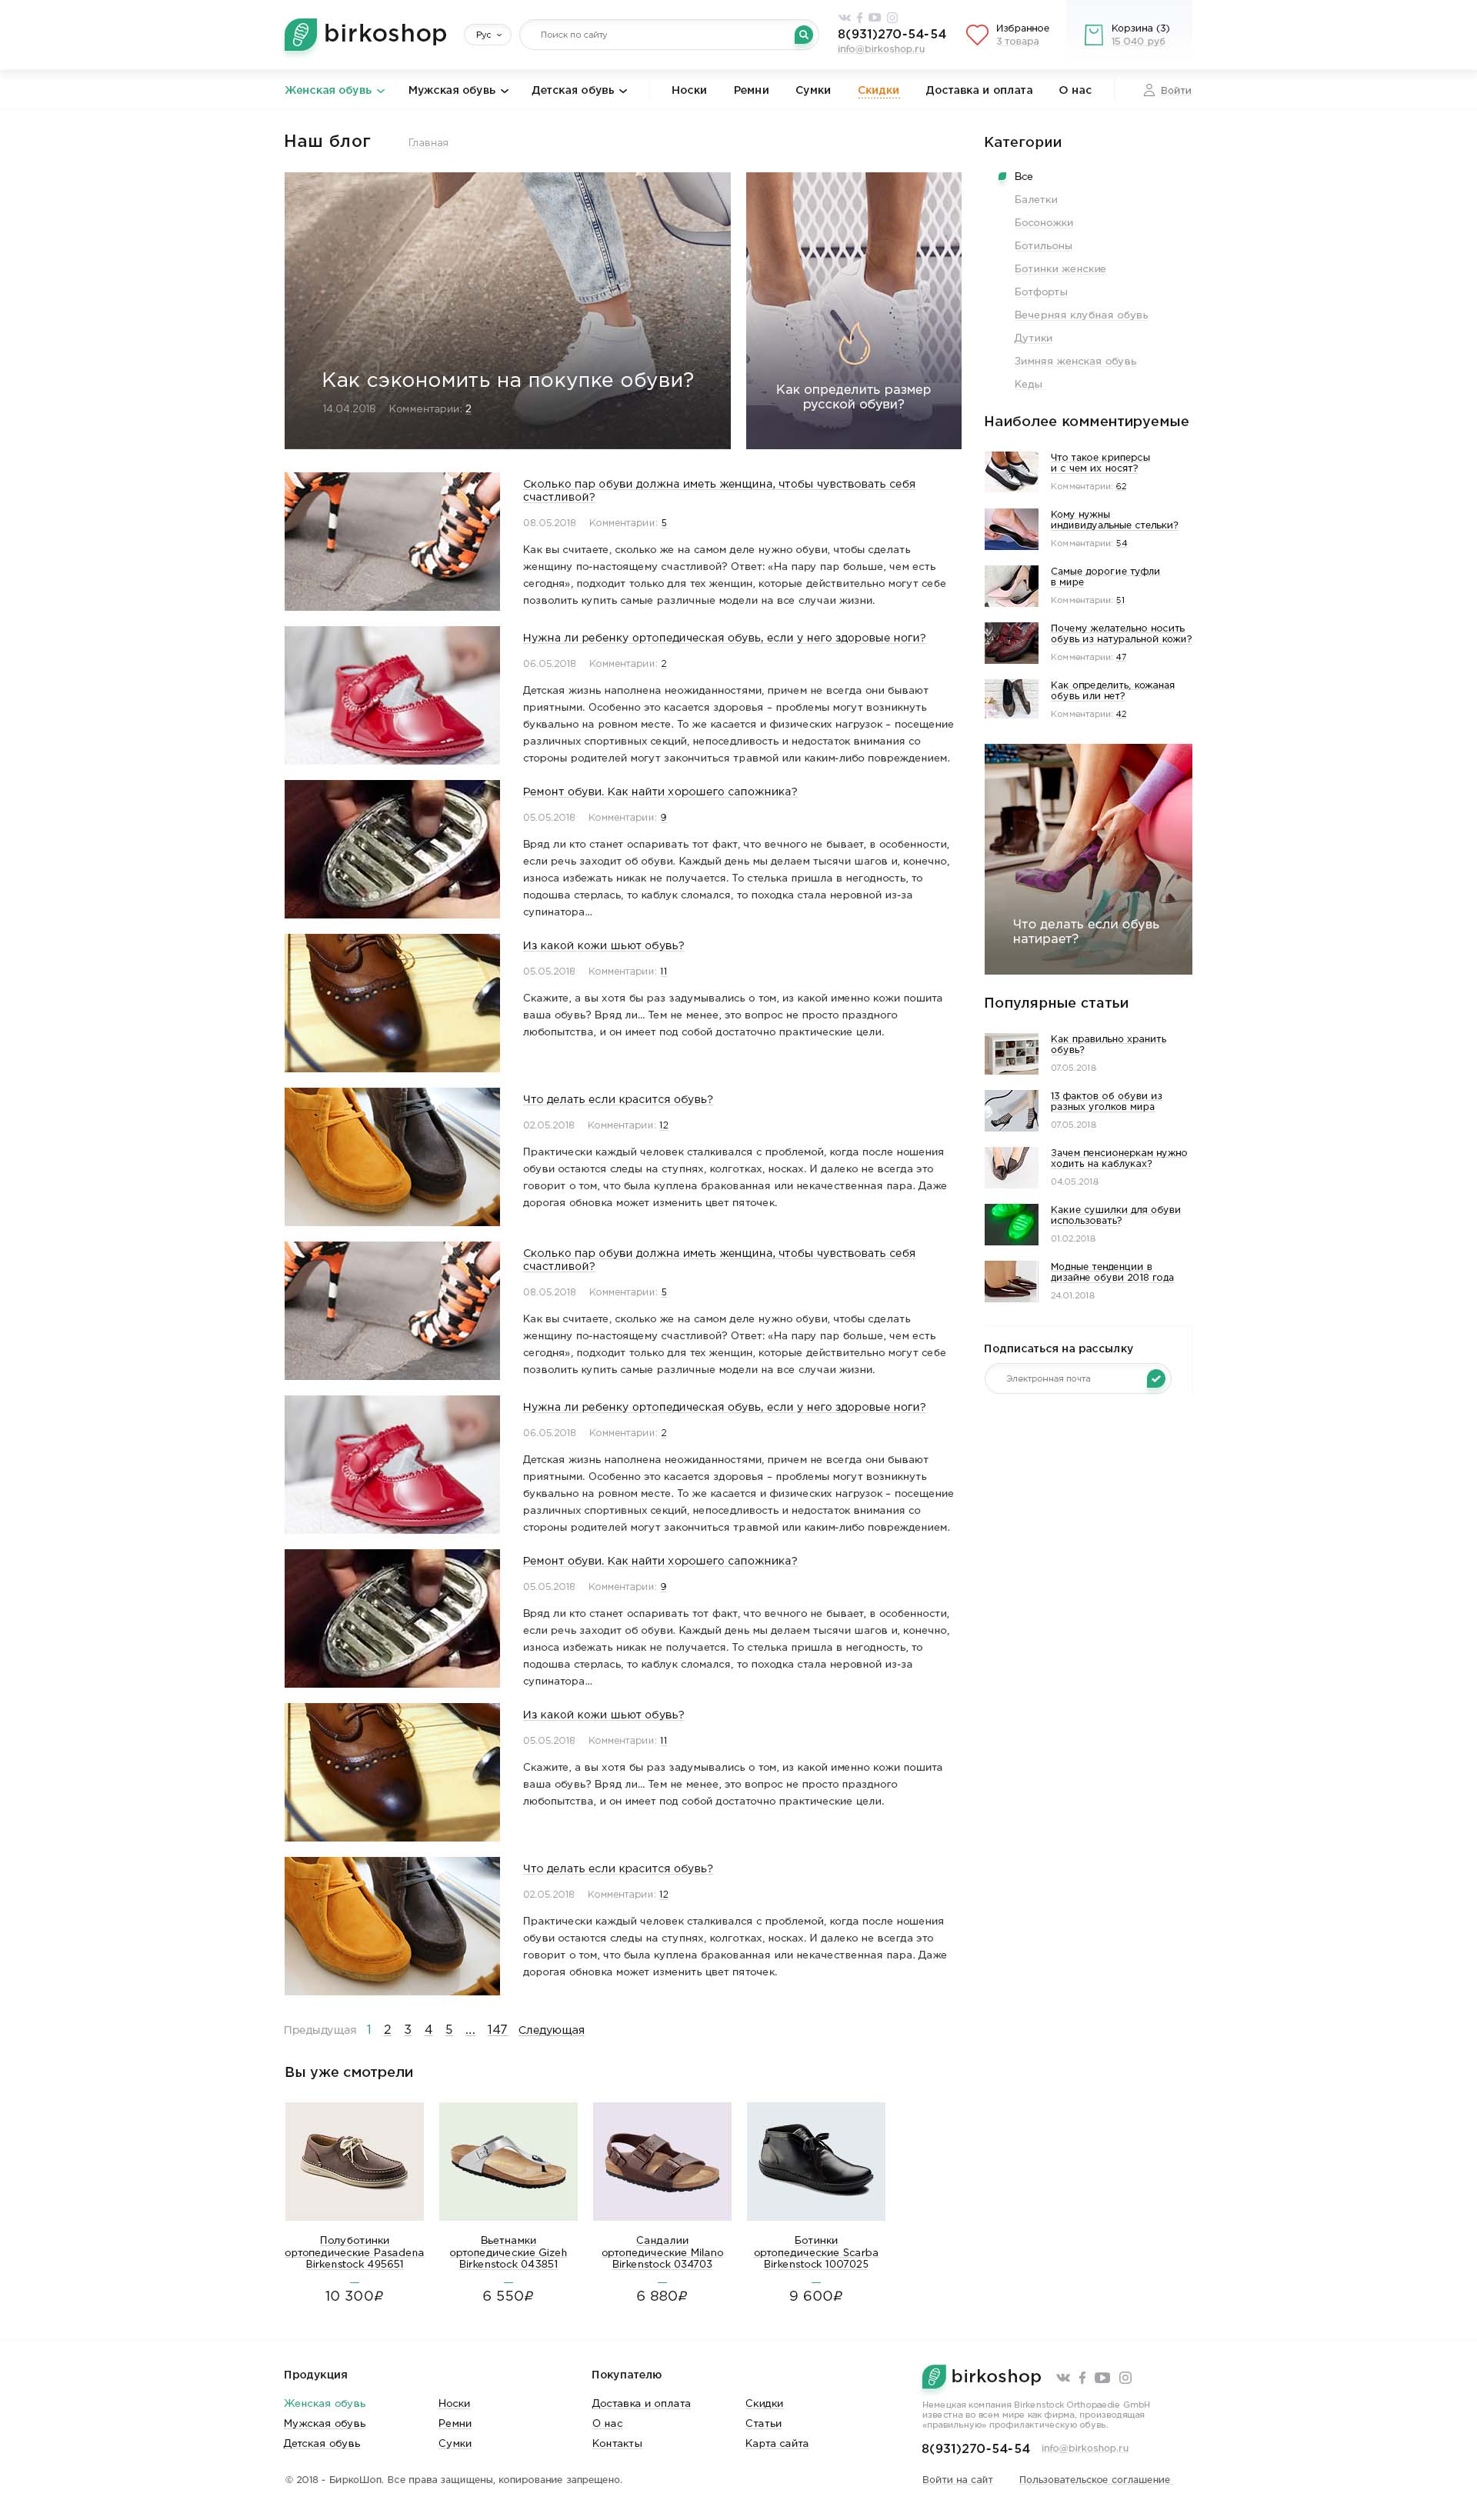 birkoshop
Рус
Поиск по сайту
8(931)270-54-54
info@birkoshop.ru
Избранное
3 товара
Корзина (3)
15 040 руб
Женская обувь
Мужская обувь
Детская обувь
Носки
Ремни
Сумки
Скидки
Доставка и оплата
О нас
Войти
Наш блог
Главная
Как сэкономить на покупке обуви?
14.04.2018 Комментарии: 2
Как определить размер
русской обуви?
Сколько пар обуви должна иметь женщина, чтобы чувствовать себя
счастливой?
08.05.2018 Комментарии: 5
Как вы считаете, сколько же на самом деле нужно обуви, чтобы сделать
женщину по-настоящему счастливой? Ответ: «На пару пар больше, чем есть
сегодня», подходит только для тех женщин, которые действительно могут себе
позволить купить самые различные модели на все случаи жизни.
Нужна ли ребенку ортопедическая обувь, если у него здоровые ноги?
06.05.2018 Комментарии: 2
Детская жизнь наполнена неожиданностями, причем не всегда они бывают
приятными. Особенно это касается здоровья – проблемы могут возникнуть
буквально на ровном месте. То же касается и физических нагрузок – посещение
различных спортивных секций, непоседливость и недостаток внимания со
стороны родителей могут закончиться травмой или каким-либо повреждением.
Ремонт обуви. Как найти хорошего сапожника?
05.05.2018 Комментарии: 9
Вряд ли кто станет оспаривать тот факт, что вечного не бывает, в особенности,
если речь заходит об обуви. Каждый день мы делаем тысячи шагов и, конечно,
износа избежать никак не получается. То стелька пришла в негодность, то
подошва стерлась, то каблук сломался, то походка стала неровной из-за
супинатора...
Из какой кожи шьют обувь?
05.05.2018 Комментарии: 11
Скажите, а вы хотя бы раз задумывались о том, из какой именно кожи пошита
ваша обувь? Вряд ли... Тем не менее, это вопрос не просто праздного
любопытства, и он имеет под собой достаточно практические цели.
Что делать если красится обувь?
02.05.2018 Комментарии: 12
Практически каждый человек сталкивался с проблемой, когда после ношения
обуви остаются следы на ступнях, колготках, носках. И далеко не всегда это
говорит о том, что была куплена бракованная или некачественная пара. Даже
дорогая обновка может изменить цвет пяточек.
Сколько пар обуви должна иметь женщина, чтобы чувствовать себя
счастливой?
08.05.2018 Комментарии: 5
Как вы считаете, сколько же на самом деле нужно обуви, чтобы сделать
женщину по-настоящему счастливой? Ответ: «На пару пар больше, чем есть
сегодня», подходит только для тех женщин, которые действительно могут себе
позволить купить самые различные модели на все случаи жизни.
Нужна ли ребенку ортопедическая обувь, если у него здоровые ноги?
06.05.2018 Комментарии: 2
Детская жизнь наполнена неожиданностями, причем не всегда они бывают
приятными. Особенно это касается здоровья – проблемы могут возникнуть
буквально на ровном месте. То же касается и физических нагрузок – посещение
различных спортивных секций, непоседливость и недостаток внимания со
стороны родителей могут закончиться травмой или каким-либо повреждением.
Ремонт обуви. Как найти хорошего сапожника?
05.05.2018 Комментарии: 9
Вряд ли кто станет оспаривать тот факт, что вечного не бывает, в особенности,
если речь заходит об обуви. Каждый день мы делаем тысячи шагов и, конечно,
износа избежать никак не получается. То стелька пришла в негодность, то
подошва стерлась, то каблук сломался, то походка стала неровной из-за
супинатора...
Из какой кожи шьют обувь?
05.05.2018 Комментарии: 11
Скажите, а вы хотя бы раз задумывались о том, из какой именно кожи пошита
ваша обувь? Вряд ли... Тем не менее, это вопрос не просто праздного
любопытства, и он имеет под собой достаточно практические цели.
Что делать если красится обувь?
02.05.2018 Комментарии: 12
Практически каждый человек сталкивался с проблемой, когда после ношения
обуви остаются следы на ступнях, колготках, носках. И далеко не всегда это
говорит о том, что была куплена бракованная или некачественная пара. Даже
дорогая обновка может изменить цвет пяточек.
Предыдущая 1 2 3 4 5 ... 147 Следующая
Категории
Все
Балетки
Босоножки
Ботильоны
Ботинки женские
Ботфорты
Вечерняя клубная обувь
Дутики
Зимняя женская обувь
Кеды
Наиболее комментируемые
Что такое криперсы
и с чем их носят?
Комментарии: 62
Кому нужны
индивидуальные стельки?
Комментарии: 54
Самые дорогие туфли
в мире
Комментарии: 51
Почему желательно носить
обувь из натуральной кожи?
Комментарии: 47
Как определить, кожаная
обувь или нет?
Комментарии: 42
Что делать если обувь
натирает?
Популярные статьи
Как правильно хранить
обувь?
07.05.2018
13 фактов об обуви из
разных уголков мира
07.05.2018
Зачем пенсионеркам нужно
ходить на каблуках?
04.05.2018
Какие сушилки для обуви
использовать?
01.02.2018
Модные тенденции в
дизайне обуви 2018 года
24.01.2018
Подписаться на рассылку
Электронная почта
Вы уже смотрели
Полуботинки
ортопедические Pasadena
Birkenstock 495651
10 300₽
Вьетнамки
ортопедические Gizeh
Birkenstock 043851
6 550₽
Сандалии
ортопедические Milano
Birkenstock 034703
6 880₽
Ботинки
ортопедические Scarba
Birkenstock 1007025
9 600₽
Продукция
Женская обувь
Мужская обувь
Детская обувь
Носки
Ремни
Сумки
Покупателю
Доставка и оплата
О нас
Контакты
Скидки
Статьи
Карта сайта
birkoshop
Немецкая компания Birkenstock Orthopaedie GmbH
известна во всем мире как фирма, производящая
«правильную» профилактическую обувь.
8(931)270-54-54 info@birkoshop.ru
© 2018 - БиркоШоп. Все права защищены, копирование запрещено.
Войти на сайт
Пользовательское соглашение